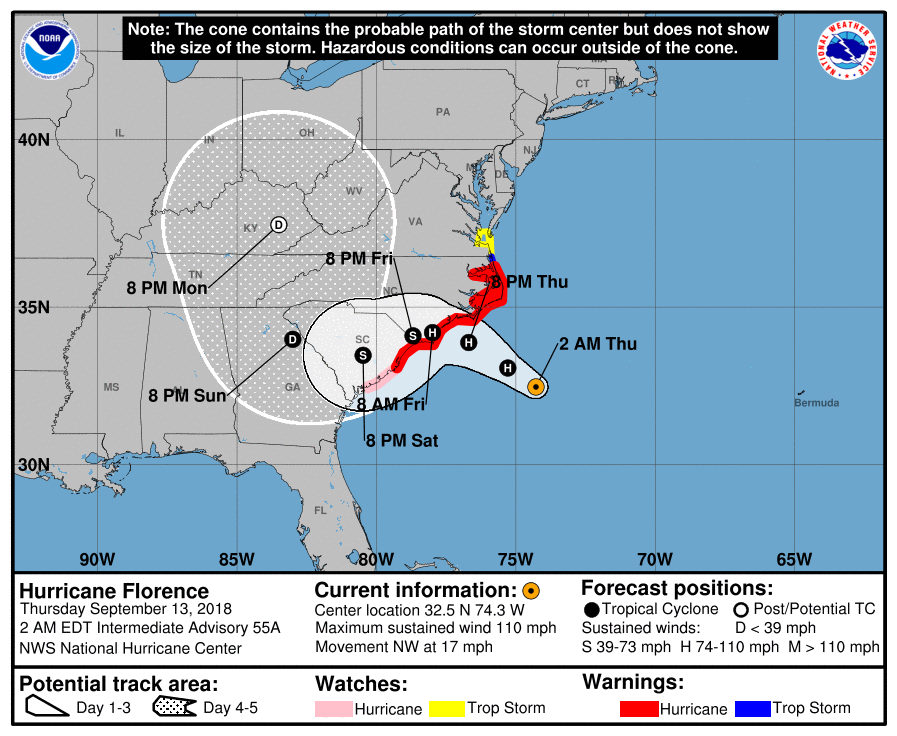 Note: The cone contains the probable path of the storm center but does not show
the size of the storm. Hazardous conditions can occur outside of the cone.
NOAA
NATIONAL WEATHER SERVICE
MA
CT
RI
PA
40N
IL
IN
OH
NJ
MD
DE
WV
VA
KY
8 PM Fri
TN
8 PM Mon
8 PM Thu
NC
35N
SC
2 AM Thu
MS
AL
GA
8 PM Sun
8 AM Fri
Bermuda
8 PM Sat
30N
FL
90W
85W
80W
75W
70W
65W
D
D
S
S
H
H
H
Hurricane Florence
Thursday September 13, 2018
2 AM EDT Intermediate Advisory 55A
NWS National Hurricane Center
Current information:
Center location 32.5 N 74.3 W
Maximum sustained wind 110 mph
Movement NW at 17 mph
Forecast positions:
Tropical Cyclone Post/Potential TC
Sustained winds: D < 39 mph
S 39-73 mph H 74-110 mph M > 110 mph
Potential track area:
Day 1-3 Day 4-5
Watches:
Hurricane Trop Storm
Warnings:
Hurricane Trop Storm